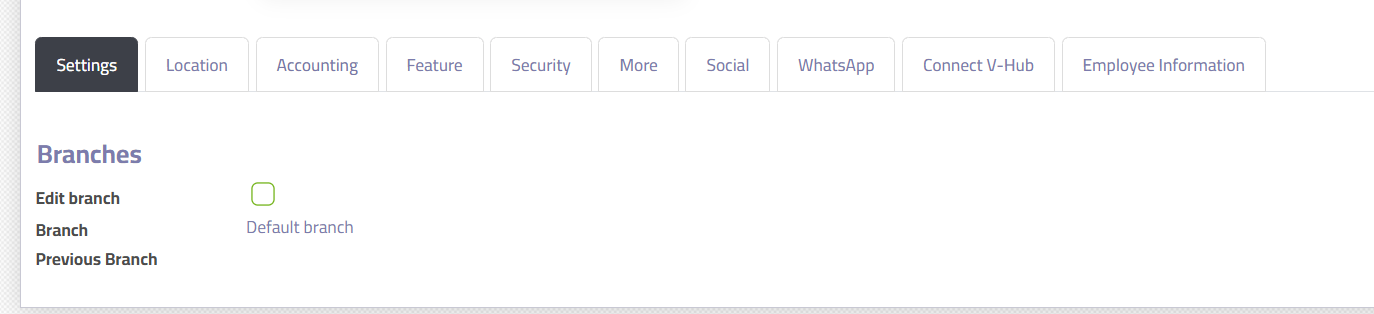 Settings Location Accounting Feature Security More Social WhatsApp Connect V-Hub Employee Information
Branches
Edit branch
Branch Default branch
Previous Branch